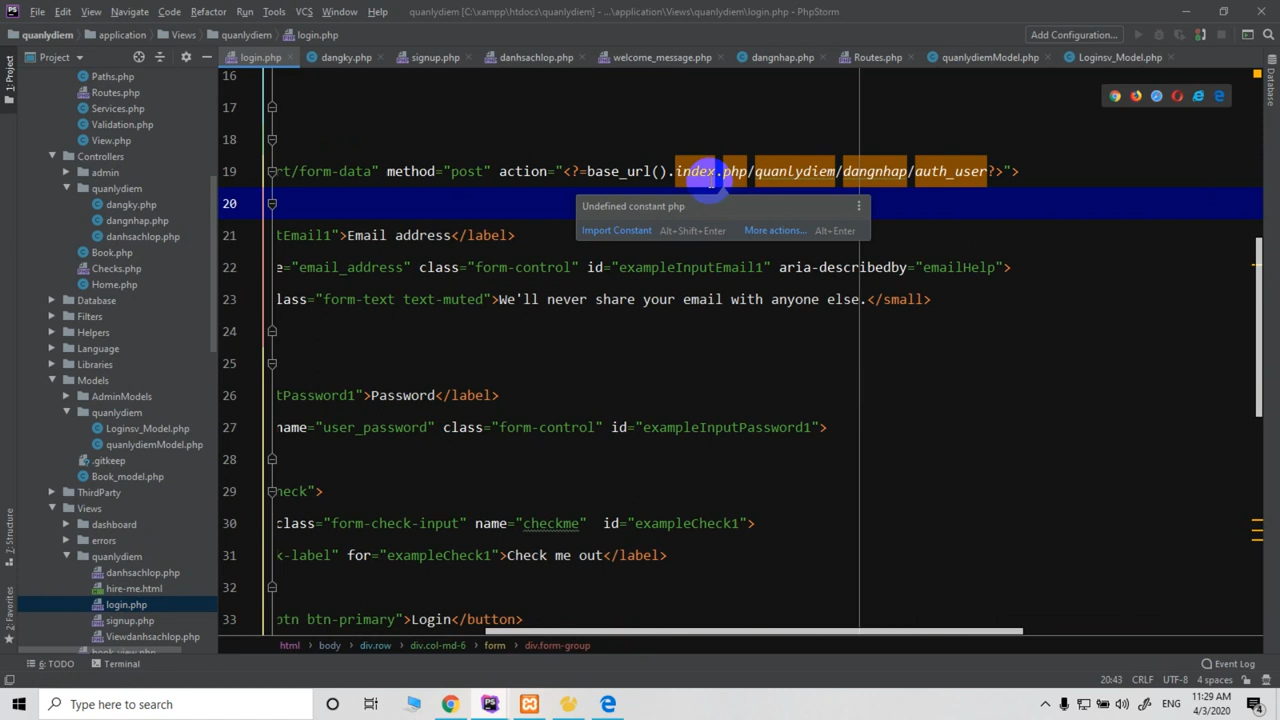 File Edit View Navigate Code Refactor Run Tools VCS Window Help quanlydiem [C:\xampp\htdocs\quanlydiem] - ...\application\Views\quanlydiem\login.php - PhpStorm
quanlydiem application Views quanlydiem login.php Add Configuration...
Project login.php dangky.php signup.php danhsachlop.php welcome_message.php dangnhap.php Routes.php quanlydiemModel.php Loginsv_Model.php
1: Project
7: Structure
2: Favorites
Database
Paths.php
Routes.php
Services.php
Validation.php
View.php
Controllers
admin
quanlydiem
dangky.php
dangnhap.php
danhsachlop.php
Book.php
Checks.php
Home.php
Database
Filters
Helpers
Language
Libraries
Models
AdminModels
quanlydiem
Loginsv_Model.php
quanlydiemModel.php
.gitkeep
Book_model.php
ThirdParty
Views
dashboard
errors
quanlydiem
danhsachlop.php
hire-me.html
login.php
signup.php
Viewdanhsachlop.php
16
17
18
19 rt/form-data" method="post" action="<?=base_url().index.php/quanlydiem/dangnhap/auth_user?>">
20
Undefined constant php
Import Constant Alt+Shift+Enter More actions... Alt+Enter
21 tEmail1">Email address</label>
22 e="email_address" class="form-control" id="exampleInputEmail1" aria-describedby="emailHelp">
23 lass="form-text text-muted">We'll never share your email with anyone else.</small>
24
25
26 tPassword1">Password</label>
27 name="user_password" class="form-control" id="exampleInputPassword1">
28
29 heck">
30 class="form-check-input" name="checkme" id="exampleCheck1">
31 k-label" for="exampleCheck1">Check me out</label>
32
33 btn btn-primary">Login</button>
html body div.row div.col-md-6 form div.form-group
6: TODO Terminal Event Log
20:43 CRLF UTF-8 4 spaces
Type here to search
ENG
11:29 AM
4/3/2020
4